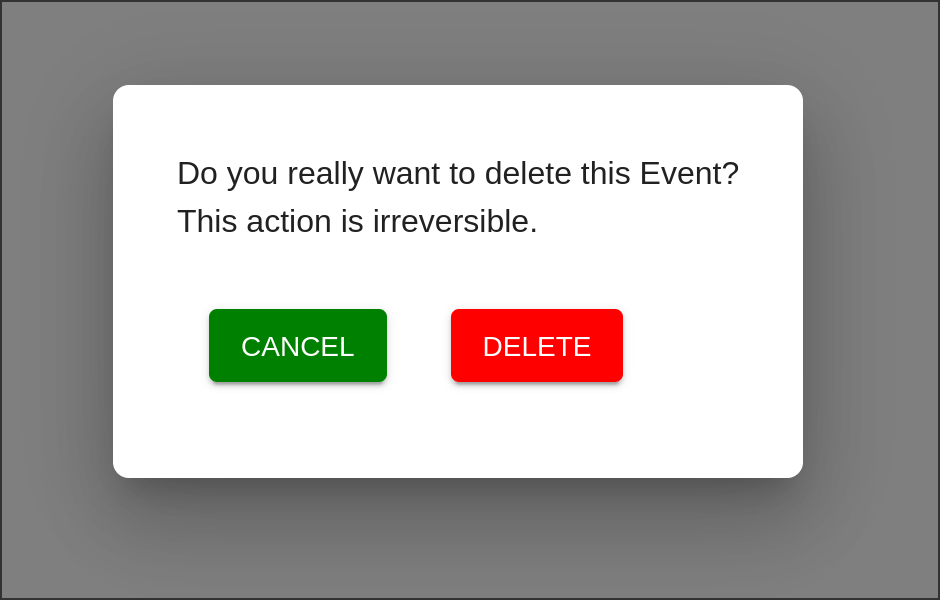 Do you really want to delete this Event?
This action is irreversible.
CANCEL
DELETE